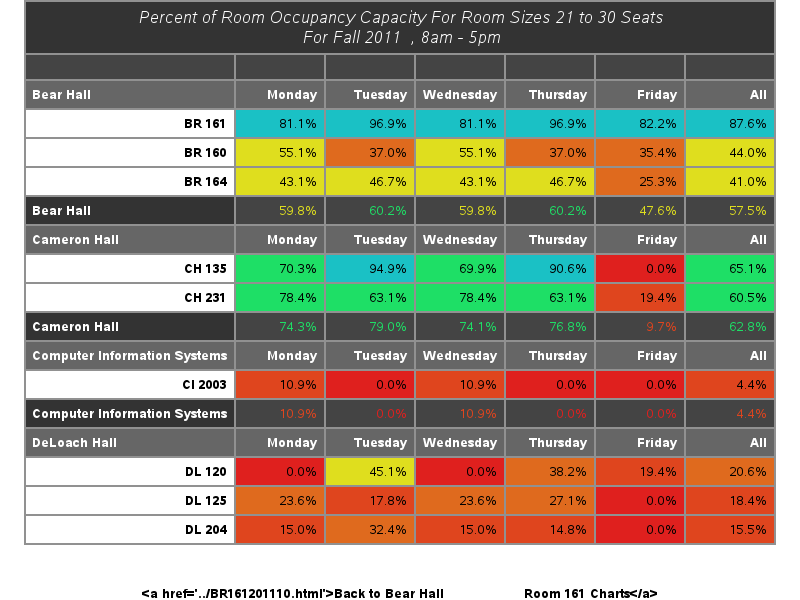 Percent of Room Occupancy Capacity For Room Sizes 21 to 30 Seats
For Fall 2011 , 8am - 5pm
Bear Hall Monday Tuesday Wednesday Thursday Friday All
BR 161 81.1% 96.9% 81.1% 96.9% 82.2% 87.6%
BR 160 55.1% 37.0% 55.1% 37.0% 35.4% 44.0%
BR 164 43.1% 46.7% 43.1% 46.7% 25.3% 41.0%
Bear Hall 59.8% 60.2% 59.8% 60.2% 47.6% 57.5%
Cameron Hall Monday Tuesday Wednesday Thursday Friday All
CH 135 70.3% 94.9% 69.9% 90.6% 0.0% 65.1%
CH 231 78.4% 63.1% 78.4% 63.1% 19.4% 60.5%
Cameron Hall 74.3% 79.0% 74.1% 76.8% 9.7% 62.8%
Computer Information Systems Monday Tuesday Wednesday Thursday Friday All
CI 2003 10.9% 0.0% 10.9% 0.0% 0.0% 4.4%
Computer Information Systems 10.9% 0.0% 10.9% 0.0% 0.0% 4.4%
DeLoach Hall Monday Tuesday Wednesday Thursday Friday All
DL 120 0.0% 45.1% 0.0% 38.2% 19.4% 20.6%
DL 125 23.6% 17.8% 23.6% 27.1% 0.0% 18.4%
DL 204 15.0% 32.4% 15.0% 14.8% 0.0% 15.5%
<a href='../BR161201110.html'>Back to Bear Hall Room 161 Charts</a>